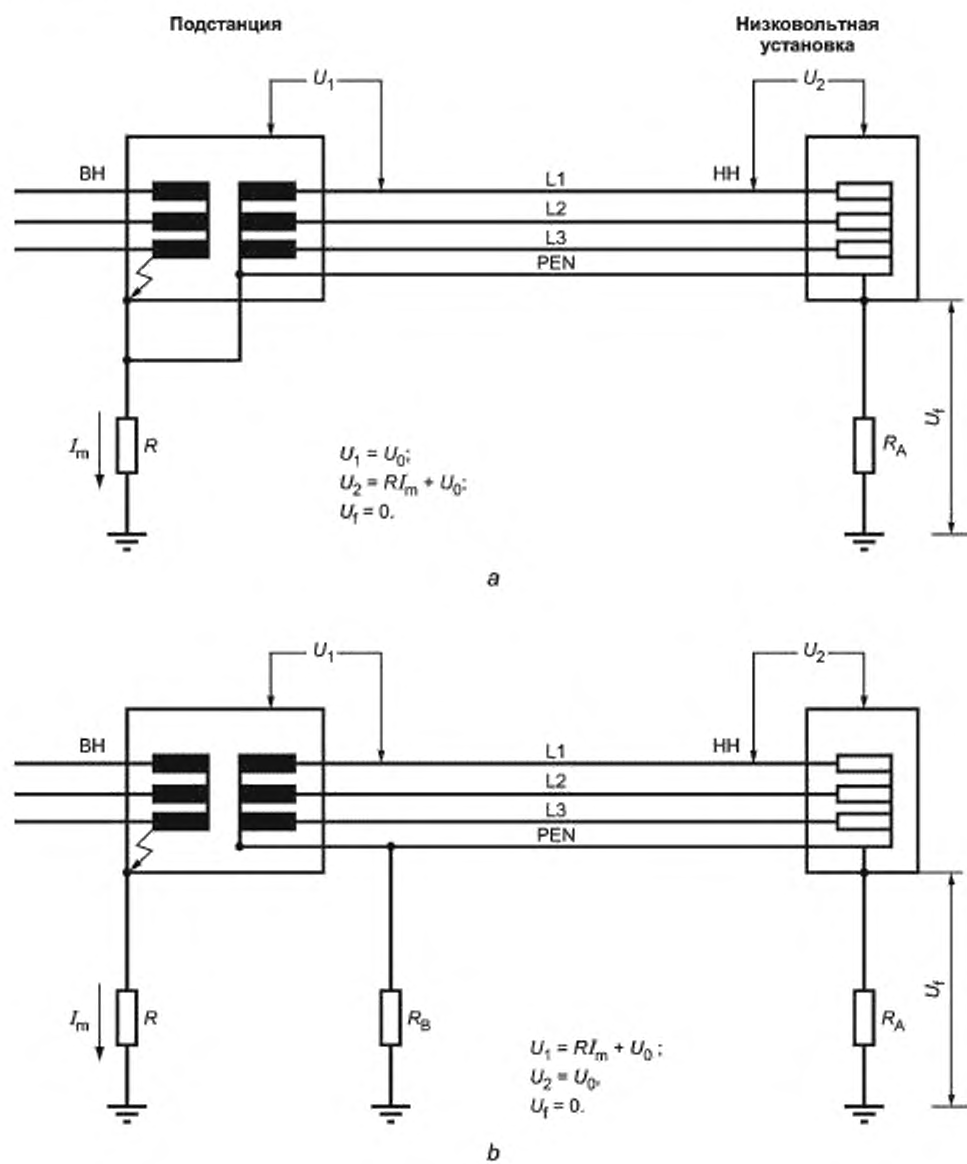 Подстанция
Низковольтная
установка
U1
U2
ВН
L1
НН
L2
L3
PEN
Im
R
U1 = U0;
U2 = RIm + U0;
Uf = 0.
RA
Uf
a
U1
U2
ВН
L1
НН
L2
L3
PEN
Im
R
RB
U1 = RIm + U0 ;
U2 = U0,
Uf = 0.
RA
Uf
b